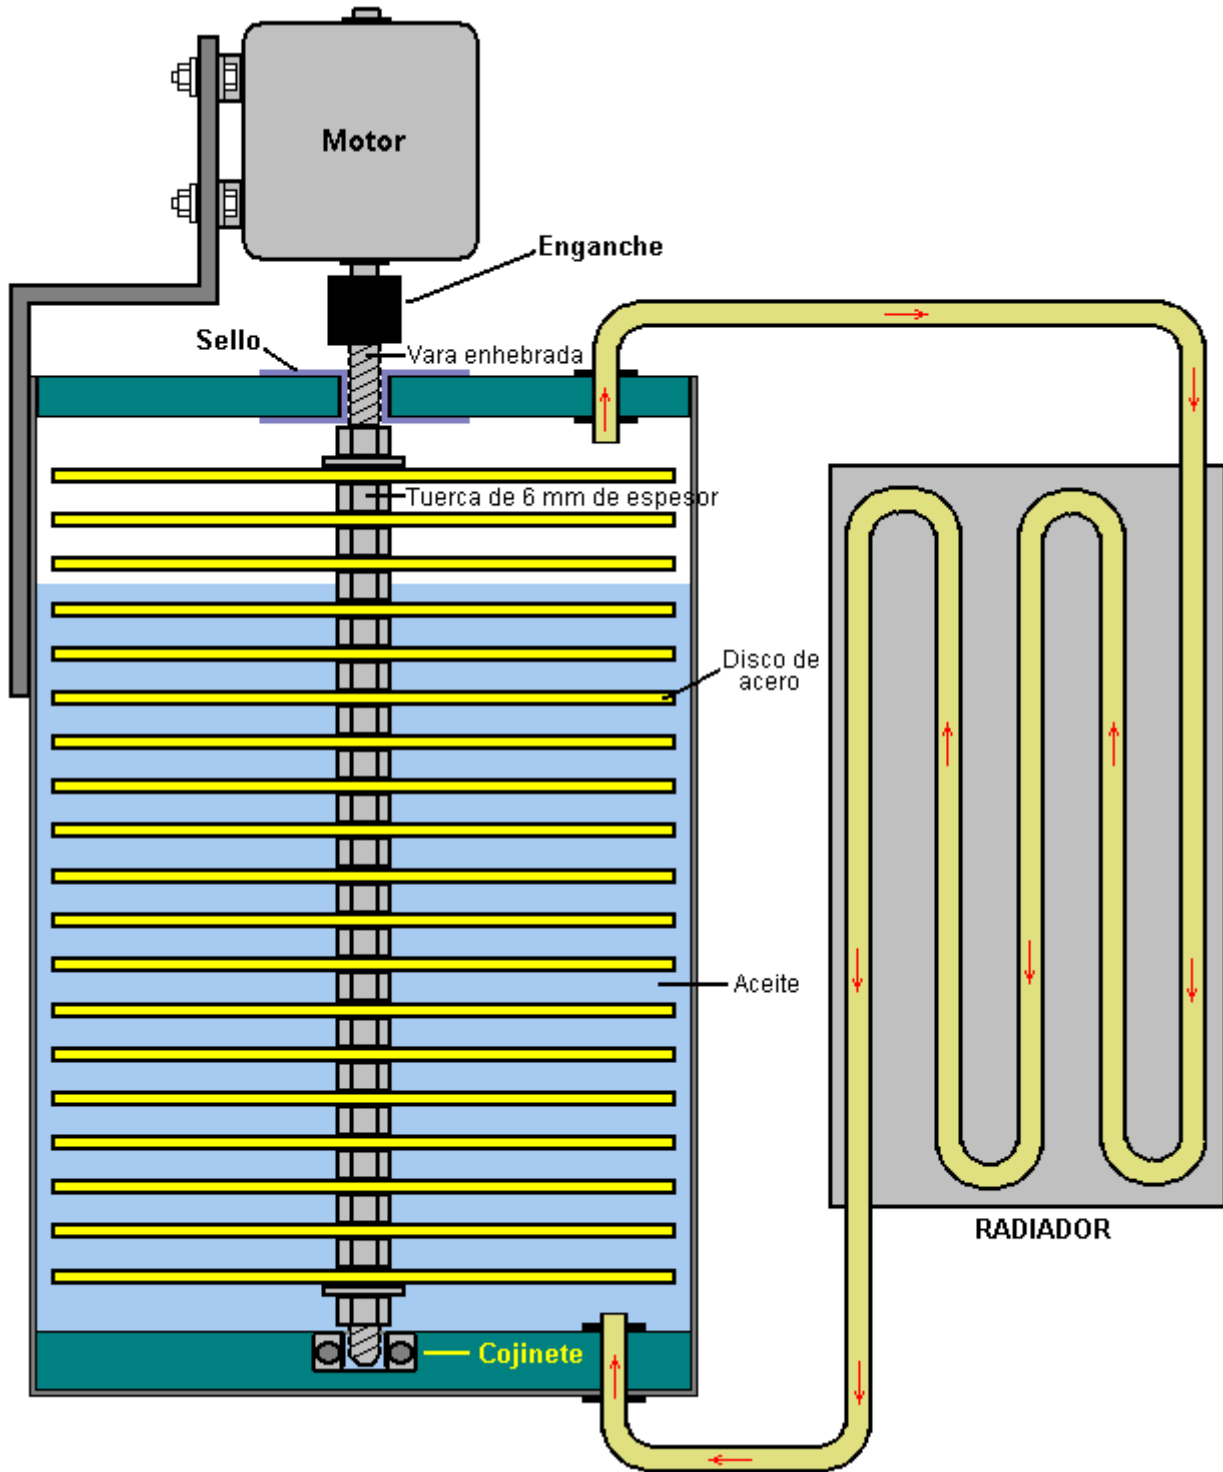 Motor
Enganche
Sello
Vara enhebrada
Tuerca de 6 mm de espesor
Disco de
acero
Aceite
RADIADOR
Cojinete